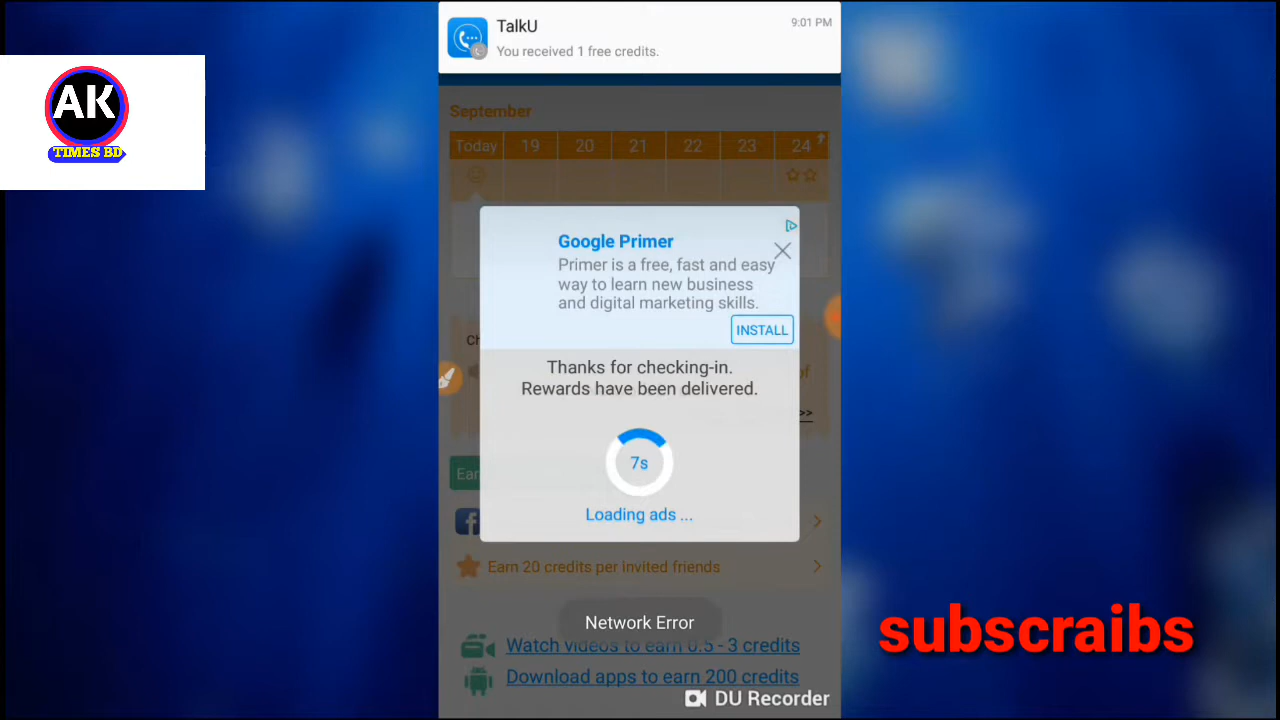 TalkU
9:01 PM
You received 1 free credits.
AK
TIMES BD
September
Today 19 20 21 22 23 24
Google Primer
Primer is a free, fast and easy
way to learn new business
and digital marketing skills.
INSTALL
Ch
Thanks for checking-in.
of
Rewards have been delivered.
>>
7s
Ear
Loading ads ...
Earn 20 credits per invited friends
Network Error
subscraibs
Watch videos to earn 0.5 - 3 credits
Download apps to earn 200 credits
DU Recorder